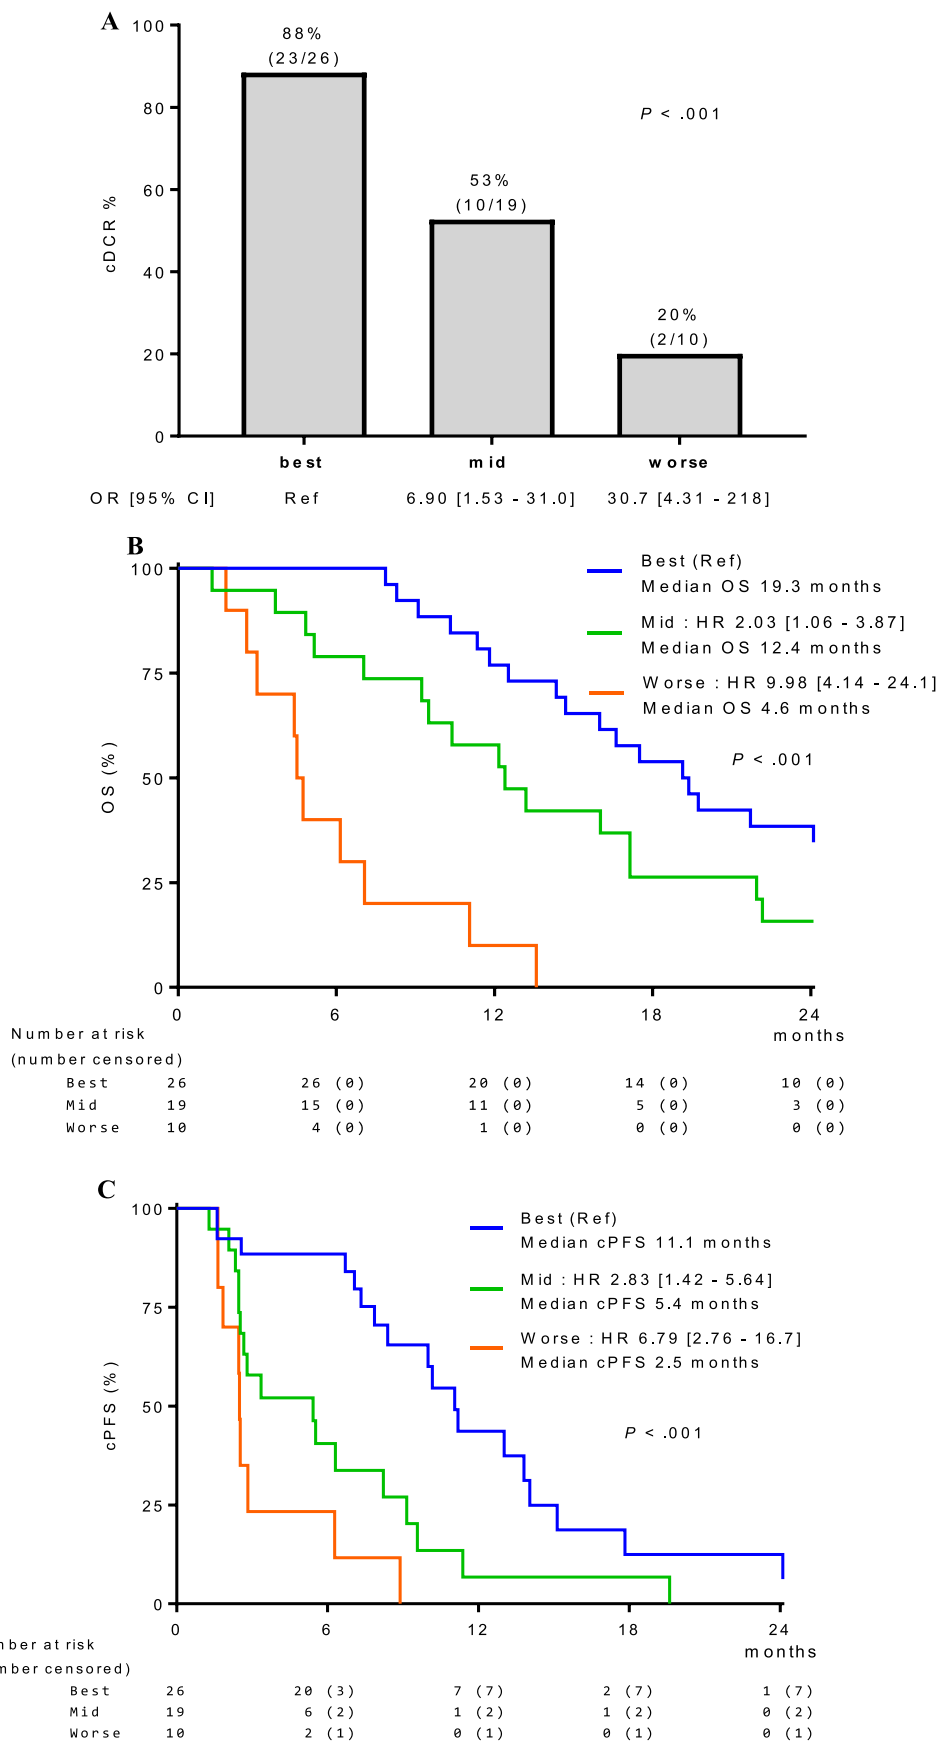 A
100
88%
(23/26)
80
P < .001
60
53%
(10/19)
cDCR %
40
20%
(2/10)
20
0
best mid worse
OR [95% CI] Ref 6.90 [1.53 - 31.0] 30.7 [4.31 - 218]
B
100
Best (Ref)
Median OS 19.3 months
Mid : HR 2.03 [1.06 - 3.87]
Median OS 12.4 months
Worse : HR 9.98 [4.14 - 24.1]
Median OS 4.6 months
75
P < .001
OS (%)
50
25
0
0 6 12 18 24
months
Number at risk
(number censored)
Best 26 26 (0) 20 (0) 14 (0) 10 (0)
Mid 19 15 (0) 11 (0) 5 (0) 3 (0)
Worse 10 4 (0) 1 (0) 0 (0) 0 (0)
C
100
Best (Ref)
Median cPFS 11.1 months
Mid : HR 2.83 [1.42 - 5.64]
Median cPFS 5.4 months
Worse : HR 6.79 [2.76 - 16.7]
Median cPFS 2.5 months
75
P < .001
cPFS (%)
50
25
0
0 6 12 18 24
months
mber at risk
mber censored)
Best 26 20 (3) 7 (7) 2 (7) 1 (7)
Mid 19 6 (2) 1 (2) 1 (2) 0 (2)
Worse 10 2 (1) 0 (1) 0 (1) 0 (1)